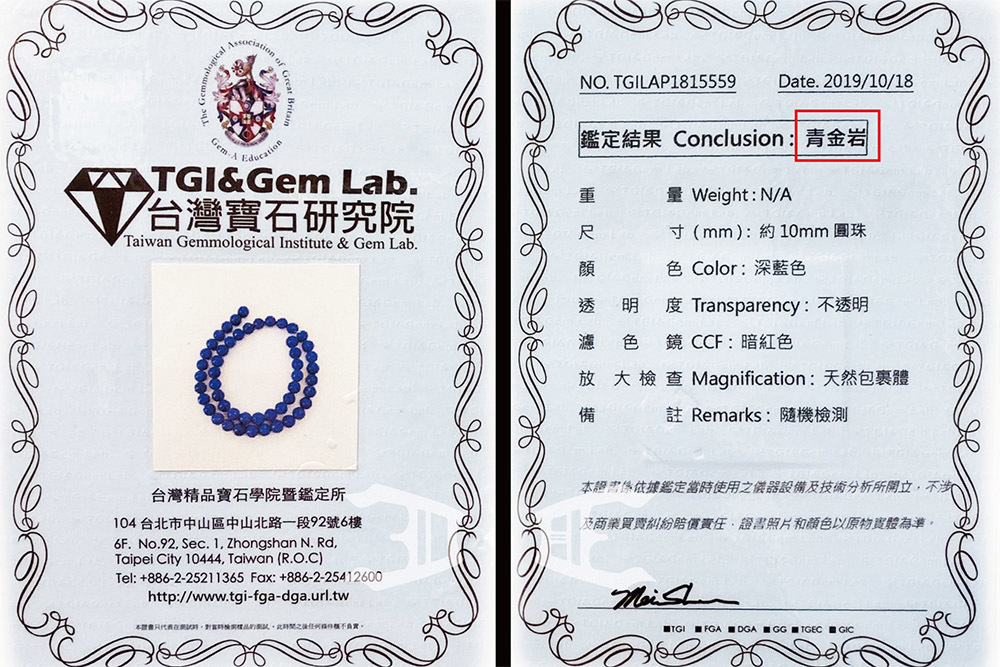 The Gemmological Association of Great Britain
Gem-A Education
TGI&Gem Lab.
台灣寶石研究院
Taiwan Gemmological Institute & Gem Lab.
台灣精品寶石學院暨鑑定所
104 台北市中山區中山北路一段92號6樓
6F. No.92, Sec. 1, Zhongshan N. Rd,
Taipei City 10444, Taiwan (R.O.C)
Tel: +886-2-25211365 Fax: +886-2-25412600
http://www.tgi-fga-dga.url.tw
NO. TGILAP1815559 Date. 2019/10/18
鑑定結果 Conclusion : 青金岩
重量 Weight : N/A
尺寸 (mm) : 約10mm 圓珠
顏色 Color : 深藍色
透明度 Transparency : 不透明
濾色鏡 CCF : 暗紅色
放大檢查 Magnification : 天然包裹體
備註 Remarks : 隨機檢測
本證書係依據鑑定當時使用之儀器設備及技術分析所開立，不涉
及商業買賣糾紛賠償責任．證書照片和顏色以原物實體為準。
■TGI ■FGA ■DGA ■GG ■TGEC ■GIC